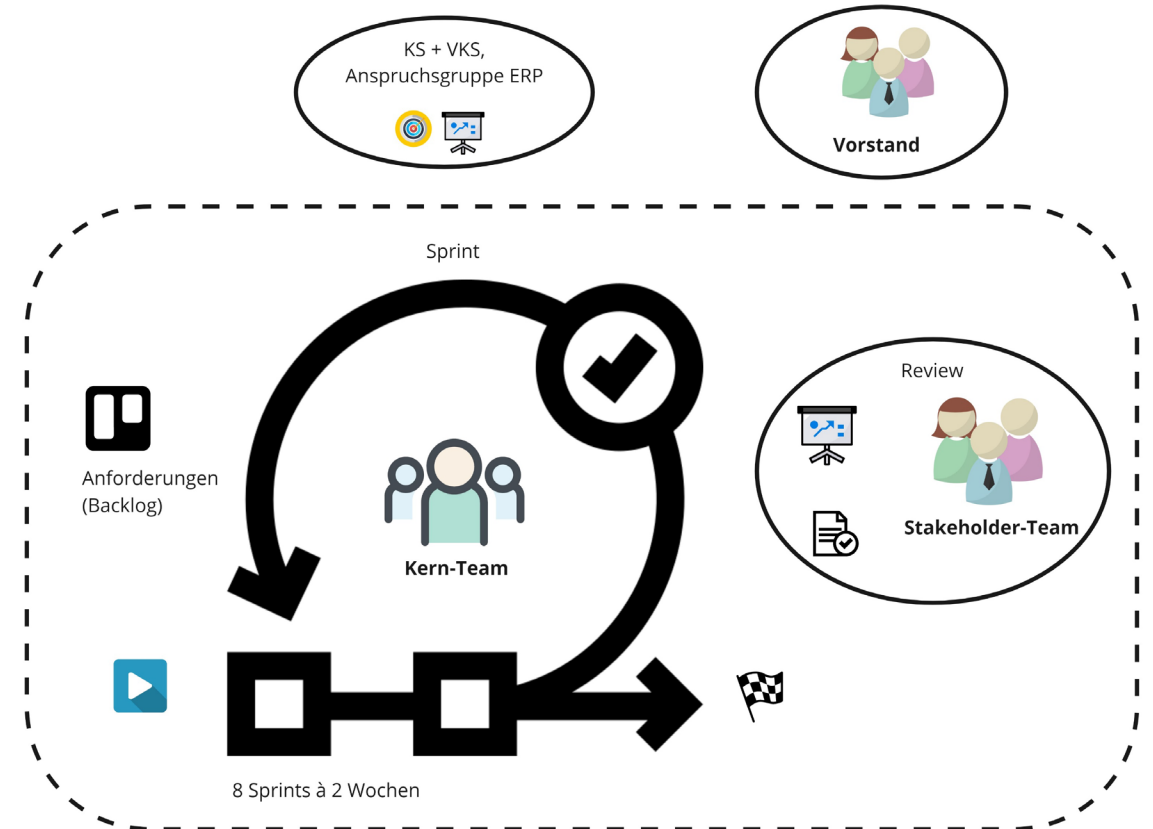 KS + VKS,
Anspruchsgruppe ERP
Vorstand
Sprint
Review
Anforderungen
(Backlog)
Stakeholder-Team
Kern-Team
8 Sprints à 2 Wochen